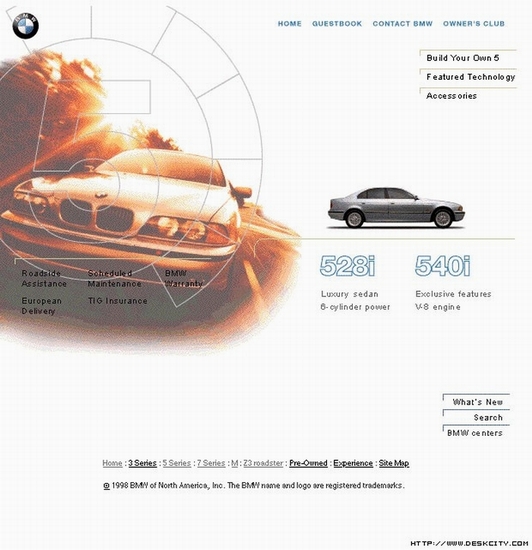 BMW
HOME GUESTBOOK CONTACT BMW OWNER'S CLUB
Build Your Own 5
Featured Technology
Accessories
528i 540i
Luxury sedan
6-cylinder power
Exclusive features
V-8 engine
Roadside Assistance
Scheduled Maintenance
BMW Warranty
European Delivery
TIG Insurance
What's New
Search
BMW centers
Home : 3 Series : 5 Series : 7 Series : M : Z3 roadster : Pre-Owned : Experience : Site Map
© 1998 BMW of North America, Inc. The BMW name and logo are registered trademarks.
HTTP://WWW.DESKCITY.COM